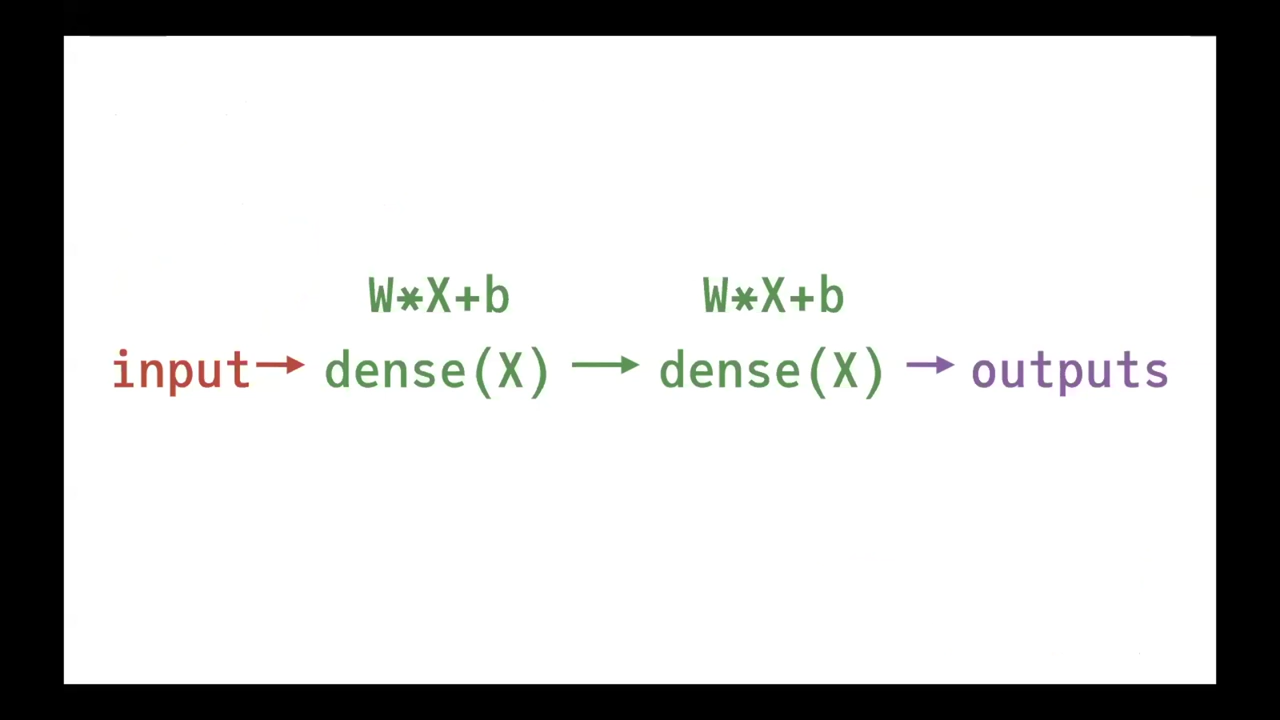 W*X+b W*X+b
input→ dense(X) → dense(X) → outputs